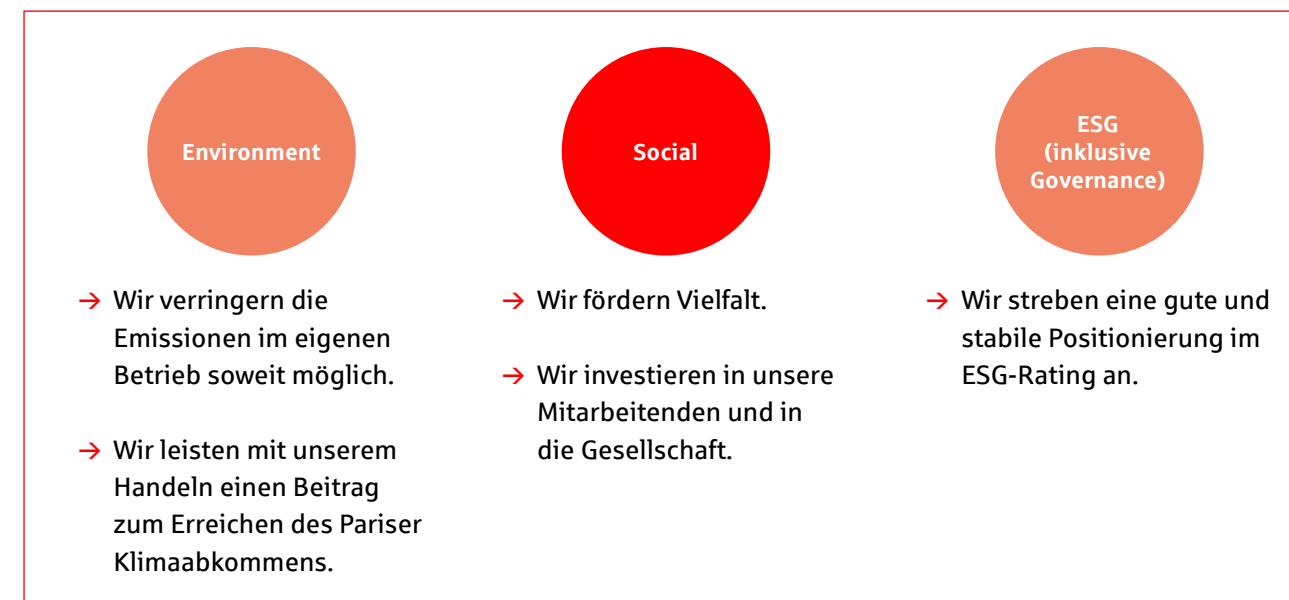 Environment
→ Wir verringern die
Emissionen im eigenen
Betrieb soweit möglich.
→ Wir leisten mit unserem
Handeln einen Beitrag
zum Erreichen des Pariser
Klimaabkommens.
Social
→ Wir fördern Vielfalt.
→ Wir investieren in unsere
Mitarbeitenden und in
die Gesellschaft.
ESG
(inklusive
Governance)
→ Wir streben eine gute und
stabile Positionierung im
ESG-Rating an.